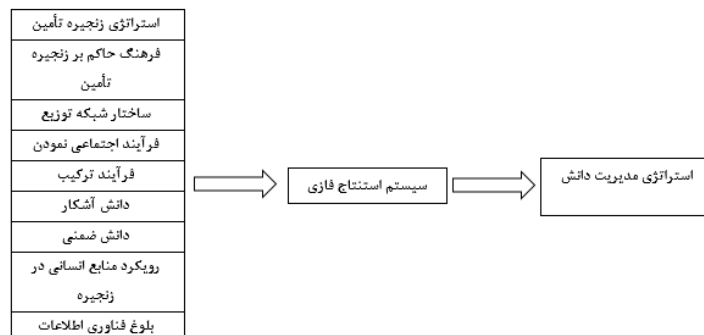 استراتژی زنجیره تأمین
فرهنگ حاکم بر زنجیره
تأمین
ساختار شبکه توزیع
فرآیند اجتماعی نمودن
فرآیند ترکیب
دانش آشکار
دانش ضمنی
رویکرد منابع انسانی در
زنجیره
بلوغ فناوری اطلاعات
سیستم استنتاج فازی
استراتژی مدیریت دانش